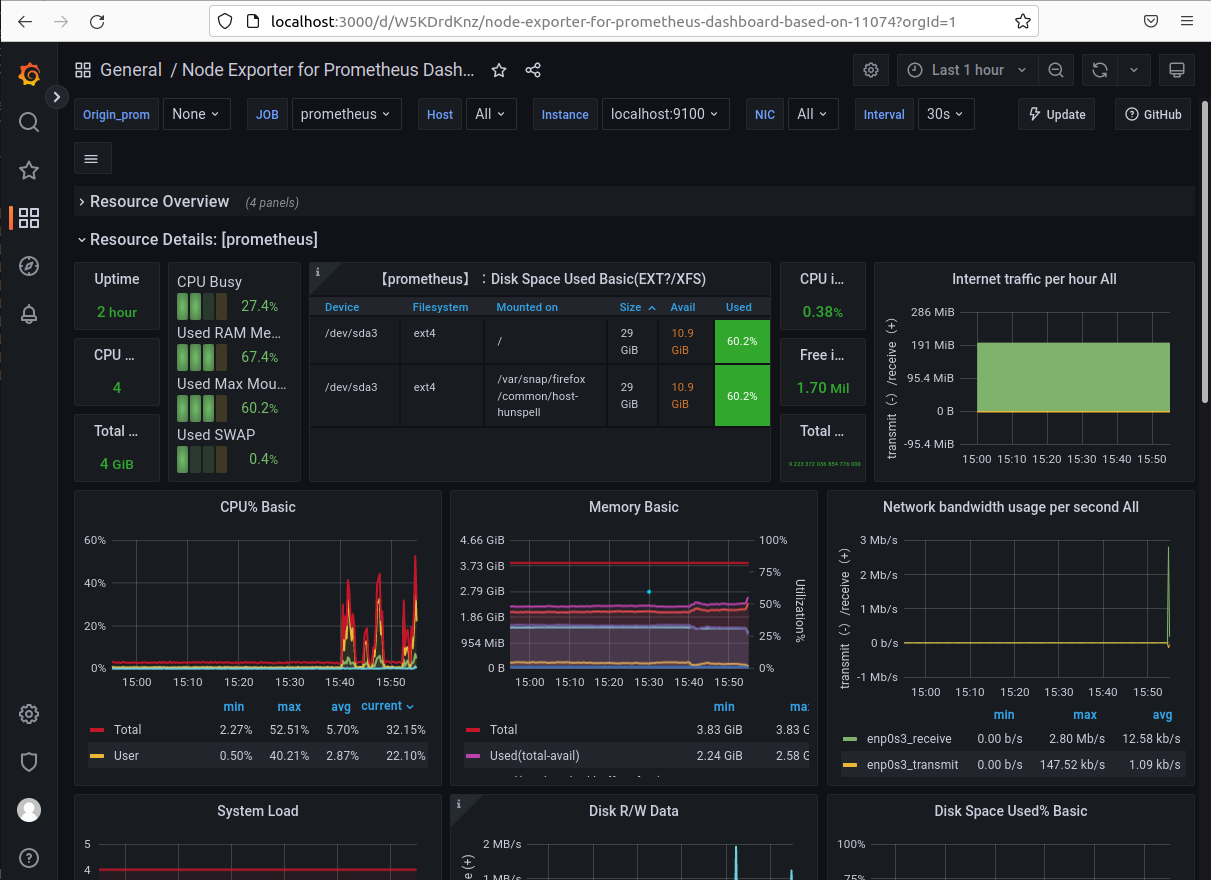 localhost:3000/d/W5KDrdKnz/node-exporter-for-prometheus-dashboard-based-on-11074?orgId=1
General / Node Exporter for Prometheus Dash...
Last 1 hour
Origin_prom None JOB prometheus Host All Instance localhost:9100 NIC All Interval 30s Update GitHub
Resource Overview (4 panels)
Resource Details: [prometheus]
Uptime
2 hour
CPU ...
4
Total ...
4 GiB
CPU Busy
27.4%
Used RAM Me...
67.4%
Used Max Mou...
60.2%
Used SWAP
0.4%
【prometheus】：Disk Space Used Basic(EXT?/XFS)
Device Filesystem Mounted on Size Avail Used
/dev/sda3 ext4 / 29 GiB 10.9 GiB 60.2%
/dev/sda3 ext4 /var/snap/firefox
/common/host-
hunspell 29 GiB 10.9 GiB 60.2%
CPU i...
0.38%
Free i...
1.70 Mil
Total ...
9 223 372 036 854 776 000
Internet traffic per hour All
transmit (-) /receive (+)
286 MiB
191 MiB
95.4 MiB
0 B
-95.4 MiB
15:00 15:10 15:20 15:30 15:40 15:50
CPU% Basic
60%
40%
20%
0%
15:00 15:10 15:20 15:30 15:40 15:50
min max avg current
Total 2.27% 52.51% 5.70% 32.15%
User 0.50% 40.21% 2.87% 22.10%
Memory Basic
4.66 GiB
3.73 GiB
2.79 GiB
1.86 GiB
954 MiB
0 B
100%
75%
50%
25%
0%
Utilization%
15:00 15:10 15:20 15:30 15:40 15:50
min max
Total 3.83 GiB 3.83 G
Used(total-avail) 2.24 GiB 2.58 G
Network bandwidth usage per second All
transmit (-) /receive (+)
3 Mb/s
2 Mb/s
1 Mb/s
0 b/s
-1 Mb/s
15:00 15:10 15:20 15:30 15:40 15:50
min max avg
enp0s3_receive 0.00 b/s 2.80 Mb/s 12.58 kb/s
enp0s3_transmit 0.00 b/s 147.52 kb/s 1.09 kb/s
System Load
5
4
Disk R/W Data
e (+)
2 MB/s
1 MB/s
Disk Space Used% Basic
100%
75%